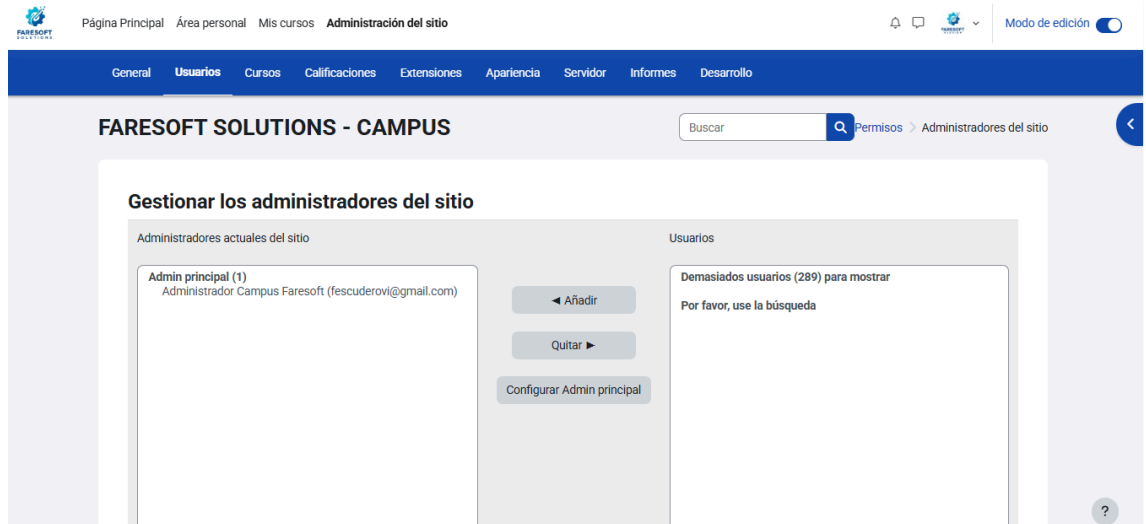 FARESOFT
SOLUTIONS
Página Principal Área personal Mis cursos Administración del sitio
Modo de edición
General Usuarios Cursos Calificaciones Extensiones Apariencia Servidor Informes Desarrollo
FARESOFT SOLUTIONS - CAMPUS
Buscar
Permisos > Administradores del sitio
Gestionar los administradores del sitio
Administradores actuales del sitio
Usuarios
Admin principal (1)
Administrador Campus Faresoft (fescuderovi@gmail.com)
Demasiados usuarios (289) para mostrar
Por favor, use la búsqueda
◄ Añadir
Quitar ►
Configurar Admin principal
?